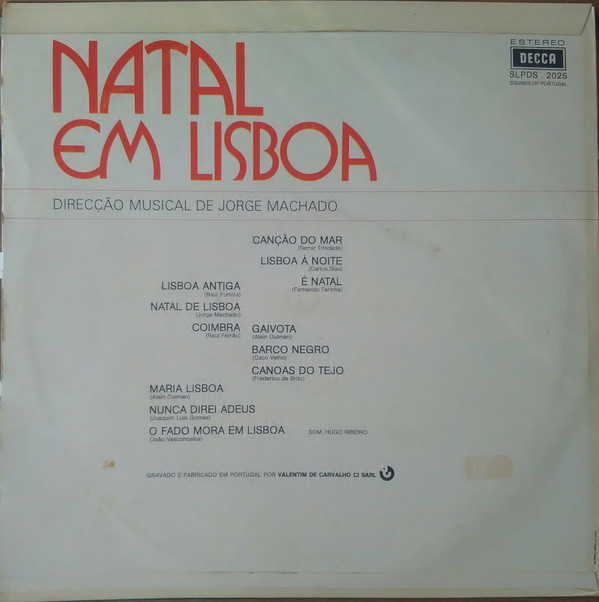 NATAL
EM LISBOA
ESTEREO
DECCA
SLPDS 2025
SOUNDS OF PORTUGAL
DIRECÇÃO MUSICAL DE JORGE MACHADO
CANÇÃO DO MAR
(Ferrer Trindade)
LISBOA À NOITE
(Carlos Dias)
É NATAL
(Fernando Farinha)
LISBOA ANTIGA
(Raul Portela)
NATAL DE LISBOA
(Jorge Machado)
COIMBRA
(Raul Ferrão)
GAIVOTA
(Alain Oulman)
BARCO NEGRO
(Caco Velho)
CANOAS DO TEJO
(Frederico de Brito)
MARIA LISBOA
(Alain Oulman)
NUNCA DIREI ADEUS
(Joaquim Luis Gomes)
O FADO MORA EM LISBOA
(João Vasconcelos)
SOM: HUGO RIBEIRO
GRAVADO E FABRICADO EM PORTUGAL POR VALENTIM DE CARVALHO CI SARL